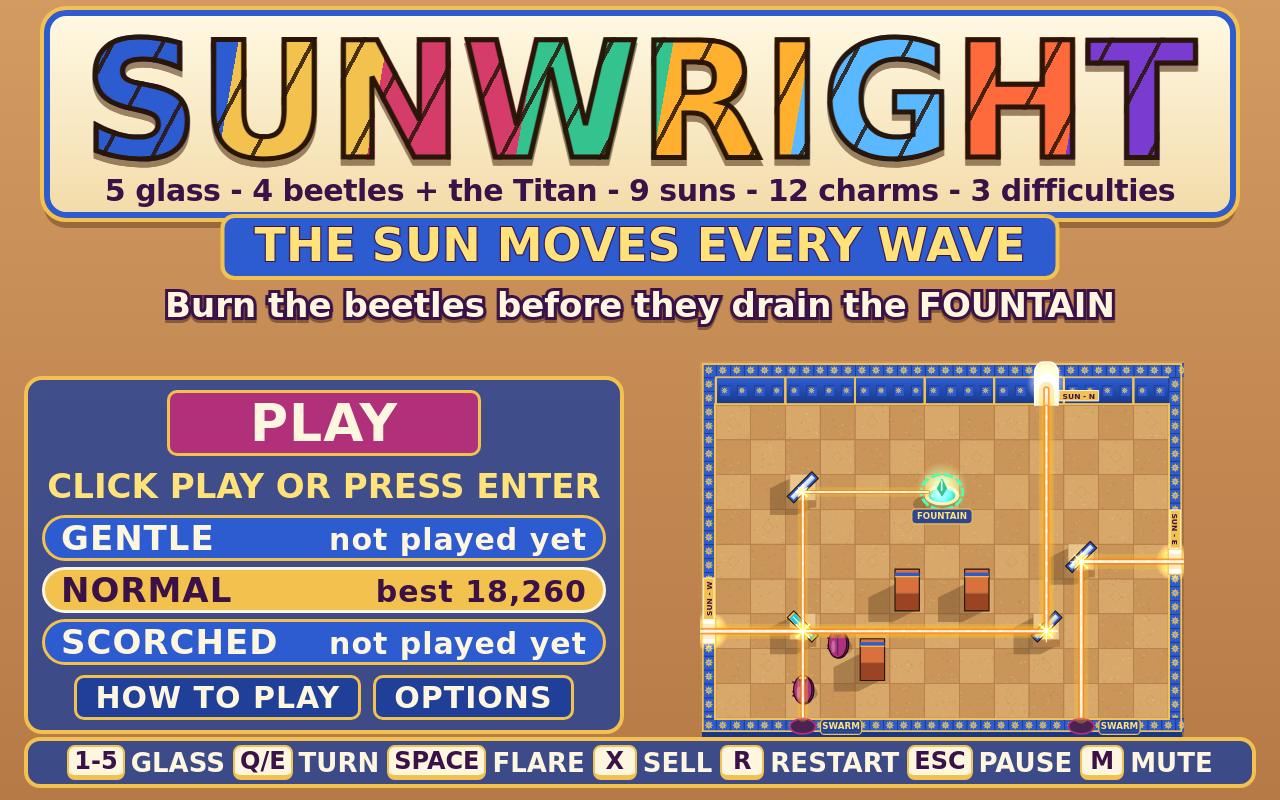 SUNWRIGHT
5 glass - 4 beetles + the Titan - 9 suns - 12 charms - 3 difficulties
THE SUN MOVES EVERY WAVE
Burn the beetles before they drain the FOUNTAIN
PLAY
CLICK PLAY OR PRESS ENTER
GENTLE not played yet
NORMAL best 18,260
SCORCHED not played yet
HOW TO PLAY OPTIONS
SUN - N
FOUNTAIN
SUN - E
SUN - W
SWARM SWARM
1-5 GLASS Q/E TURN SPACE FLARE X SELL R RESTART ESC PAUSE M MUTE